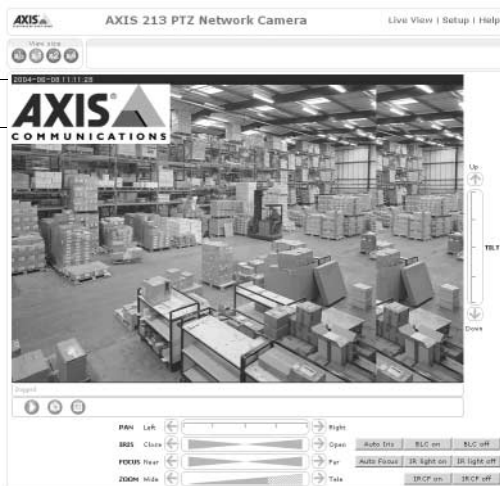 AXIS
AXIS 213 PTZ Network Camera
Live View | Setup | Help
View size
2004-06-08 11:11:28
AXIS
COMMUNICATIONS
Up
TILT
Down
PAN Left Right
IRIS Close Open Auto Iris BLC on BLC off
FOCUS Near Far Auto Focus IR light on IR light off
ZOOM Wide Tele IRCF on IRCF off